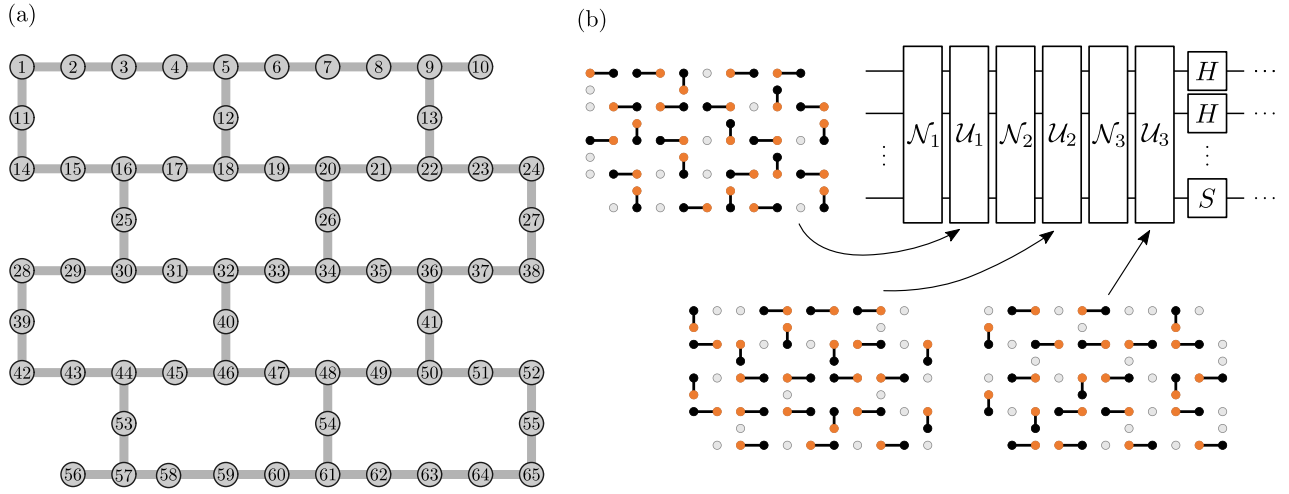 (a)
1 2 3 4 5 6 7 8 9 10
11 12 13
14 15 16 17 18 19 20 21 22 23 24
25 26 27
28 29 30 31 32 33 34 35 36 37 38
39 40 41
42 43 44 45 46 47 48 49 50 51 52
53 54 55
56 57 58 59 60 61 62 63 64 65
(b)
H ···
𝒩₁ 𝒰₁ 𝒩₂ 𝒰₂ 𝒩₃ 𝒰₃ H ···
⋮ ⋮
S ···